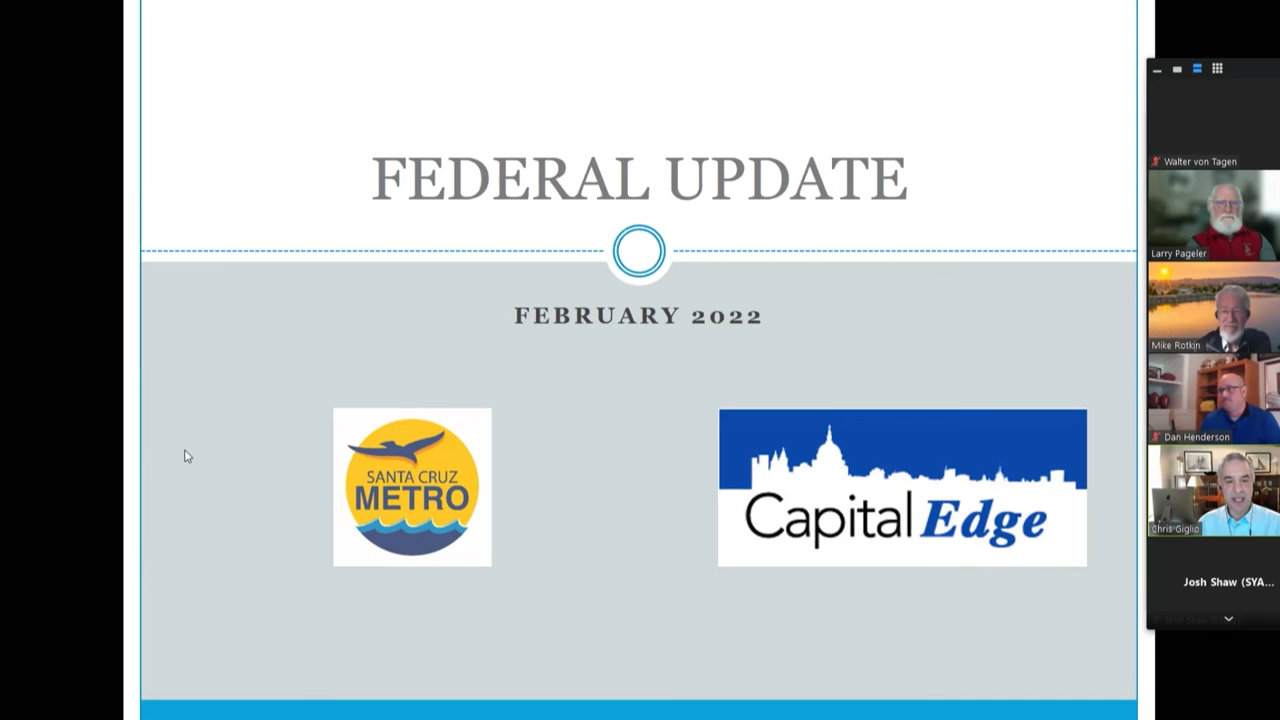 FEDERAL UPDATE
FEBRUARY 2022
SANTA CRUZ
METRO
Capital Edge
Walter von Tagen
Larry Pageler
Mike Rotkin
Dan Henderson
Chris Giglio
Josh Shaw (SYA...